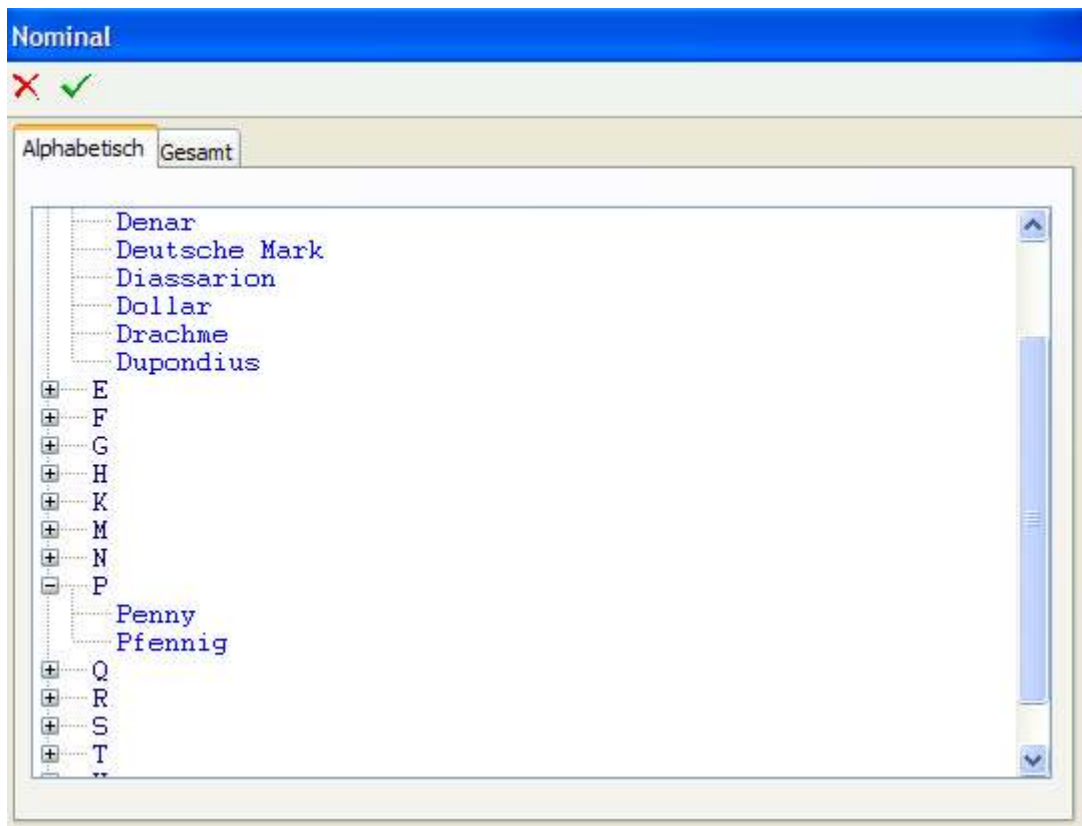 Nominal
Alphabetisch Gesamt
Denar
Deutsche Mark
Diassarion
Dollar
Drachme
Dupondius
E
F
G
H
K
M
N
P
Penny
Pfennig
Q
R
S
T